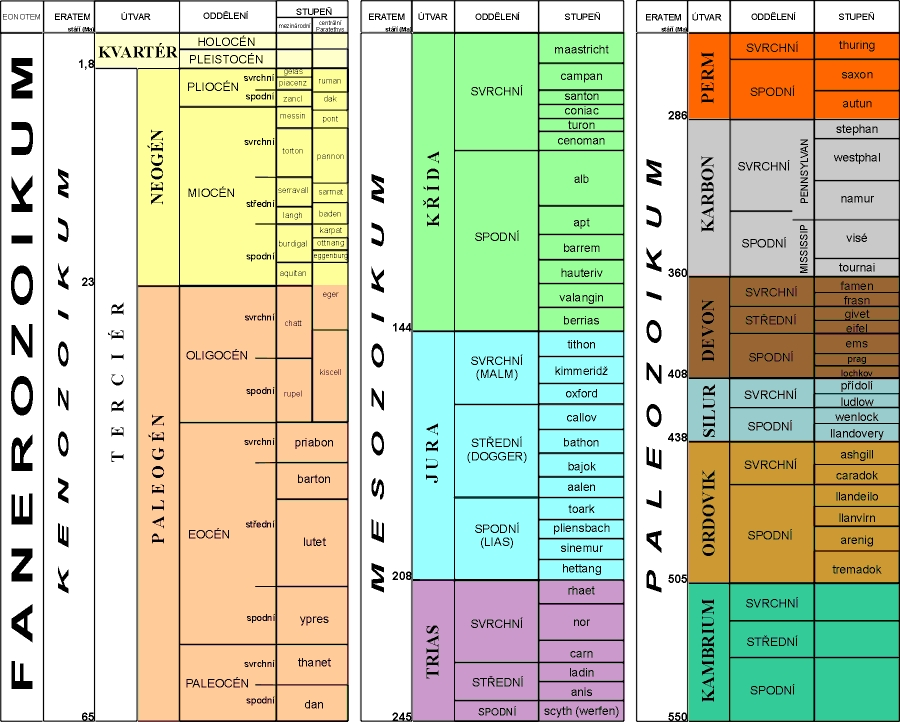 EONOTEM ERATEM ÚTVAR ODDĚLENÍ STUPEŇ
stáří (Ma) mezinárodní centrální Paratethys
FANEROZOIKUM
KENOZOIKUM
KVARTÉR
HOLOCÉN
PLEISTOCÉN
1,8
TERCIÉR
NEOGÉN
PLIOCÉN
svrchní
spodní
gelas
piacenz
zancl
ruman
dak
MIOCÉN
svrchní
střední
spodní
messin
torton
serravall
langh
burdigal
aquitan
pont
pannon
sarmat
baden
karpat
ottnang
eggenburg
23
PALEOGÉN
OLIGOCÉN
svrchní
spodní
chatt
rupel
eger
kiscell
EOCÉN
svrchní
střední
spodní
priabon
barton
lutet
ypres
PALEOCÉN
svrchní
spodní
thanet
dan
65
ERATEM ÚTVAR ODDĚLENÍ STUPEŇ
stáří (Ma)
MESOZOIKUM
KŘÍDA
SVRCHNÍ
maastricht
campan
santon
coniac
turon
cenoman
SPODNÍ
alb
apt
barrem
hauteriv
valangin
berrias
144
JURA
SVRCHNÍ
(MALM)
tithon
kimmeridž
oxford
STŘEDNÍ
(DOGGER)
callov
bathon
bajok
aalen
SPODNÍ
(LIAS)
toark
pliensbach
sinemur
hettang
208
TRIAS
SVRCHNÍ
rhaet
nor
carn
STŘEDNÍ
ladin
anis
SPODNÍ
scyth (werfen)
245
ERATEM ÚTVAR ODDĚLENÍ STUPEŇ
stáří (Ma)
PALEOZOIKUM
PERM
SVRCHNÍ
thuring
SPODNÍ
saxon
autun
286
KARBON
SVRCHNÍ
PENNSYLVAN
stephan
westphal
namur
SPODNÍ
MISSISSIP
visé
tournai
360
DEVON
SVRCHNÍ
famen
frasn
STŘEDNÍ
givet
eifel
SPODNÍ
ems
prag
lochkov
408
SILUR
SVRCHNÍ
přídolí
ludlow
SPODNÍ
wenlock
llandovery
438
ORDOVIK
SVRCHNÍ
ashgill
caradok
SPODNÍ
llandeilo
llanvirn
arenig
tremadok
505
KAMBRIUM
SVRCHNÍ
STŘEDNÍ
SPODNÍ
550